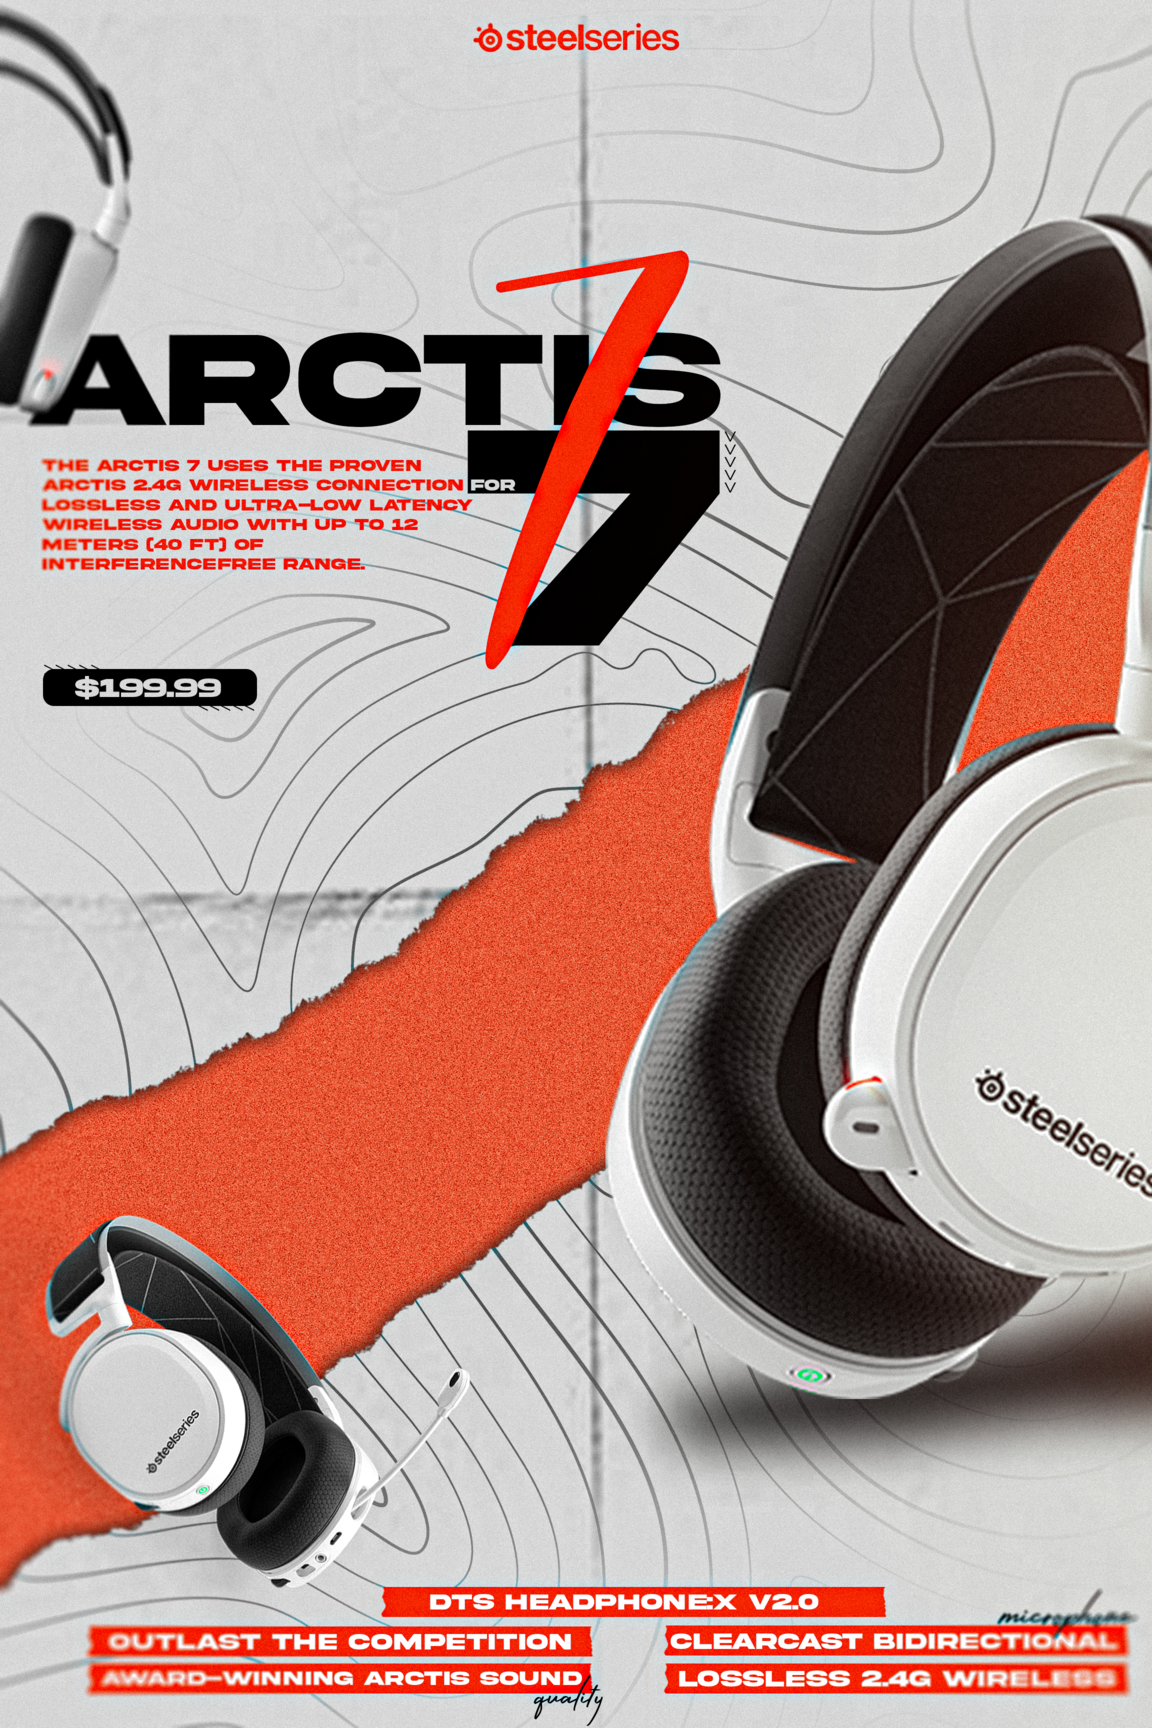 steelseries
7
ARCTIS
7
THE ARCTIS 7 USES THE PROVEN
ARCTIS 2.4G WIRELESS CONNECTION FOR
LOSSLESS AND ULTRA-LOW LATENCY
WIRELESS AUDIO WITH UP TO 12
METERS (40 FT) OF
INTERFERENCEFREE RANGE.
$199.99
steelseries
steelseries
DTS HEADPHONE:X V2.0
microphone
OUTLAST THE COMPETITION
CLEARCAST BIDIRECTIONAL
AWARD-WINNING ARCTIS SOUND
LOSSLESS 2.4G WIRELESS
quality